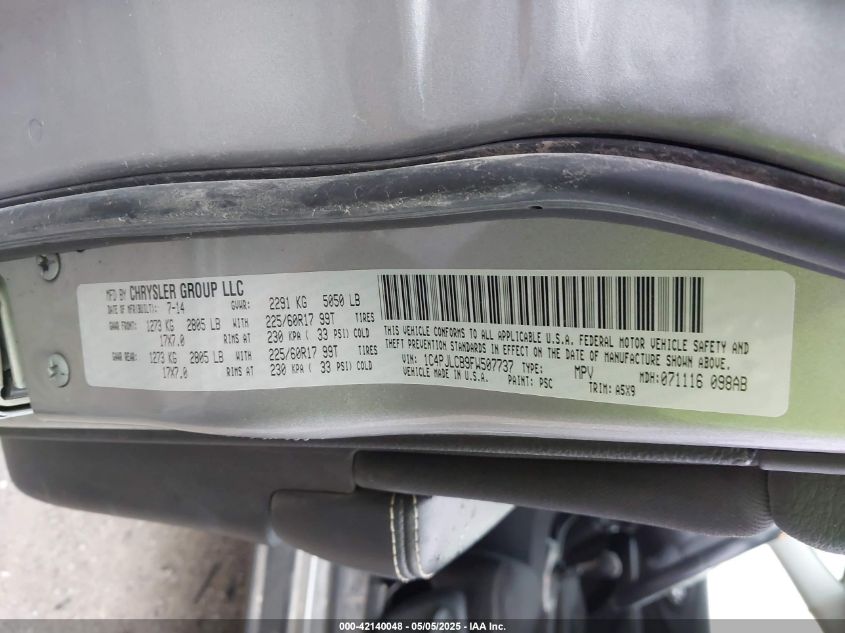 MFD BY CHRYSLER GROUP LLC
DATE OF MFR(BUILT): 7-14 GVWR: 2291 KG 5050 LB
GAWR FRONT: 1273 KG 2805 LB WITH 225/60R17 99T TIRES
17X7.0 RIMS AT 230 KPA ( 33 PSI) COLD
GAWR REAR: 1273 KG 2805 LB WITH 225/60R17 99T TIRES
17X7.0 RIMS AT 230 KPA ( 33 PSI) COLD
THIS VEHICLE CONFORMS TO ALL APPLICABLE U.S.A. FEDERAL MOTOR VEHICLE SAFETY AND
THEFT PREVENTION STANDARDS IN EFFECT ON THE DATE OF MANUFACTURE SHOWN ABOVE.
VIN: 1C4PJLCB9FW507737 TYPE: MPV MDH: 071116 098AB
VEHICLE MADE IN U.S.A. PAINT: PSC TRIM: A5X9
000-42140048 - 05/05/2025 - IAA Inc.